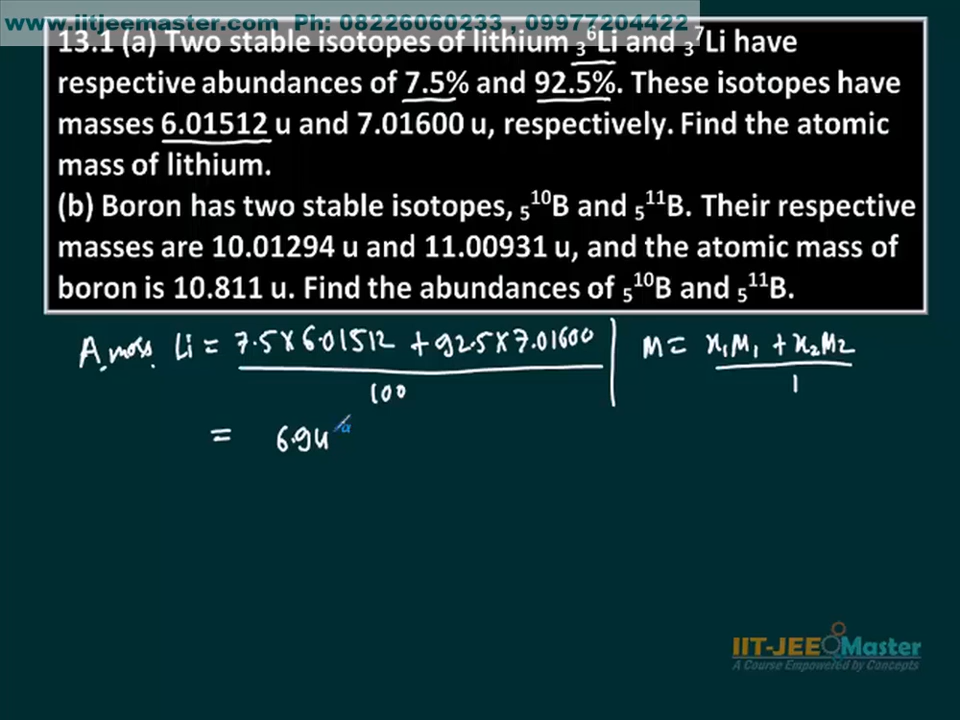 www.iitjeemaster.com Ph: 08226060233 , 09977204422
13.1 (a) Two stable isotopes of lithium ₃⁶Li and ₃⁷Li have
respective abundances of 7.5% and 92.5%. These isotopes have
masses 6.01512 u and 7.01600 u, respectively. Find the atomic
mass of lithium.
(b) Boron has two stable isotopes, ₅¹⁰B and ₅¹¹B. Their respective
masses are 10.01294 u and 11.00931 u, and the atomic mass of
boron is 10.811 u. Find the abundances of ₅¹⁰B and ₅¹¹B.
A mass Li = 7.5 × 6.01512 + 92.5 × 7.01600
100
M = x₁M₁ + x₂M₂
1
= 6.94
IIT-JEE Master
A Course Empowered by Concepts